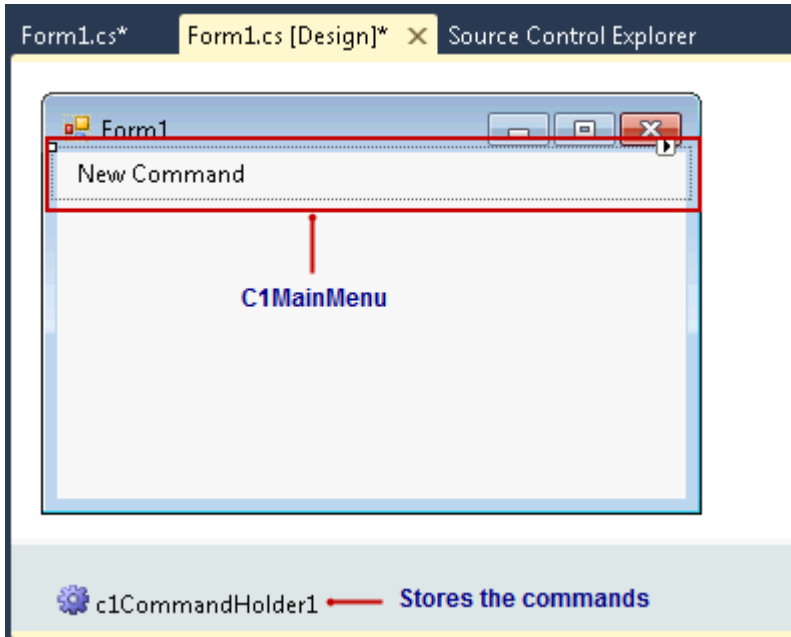 Form1.cs* Form1.cs [Design]* Source Control Explorer
Form1
New Command
C1MainMenu
c1CommandHolder1 Stores the commands